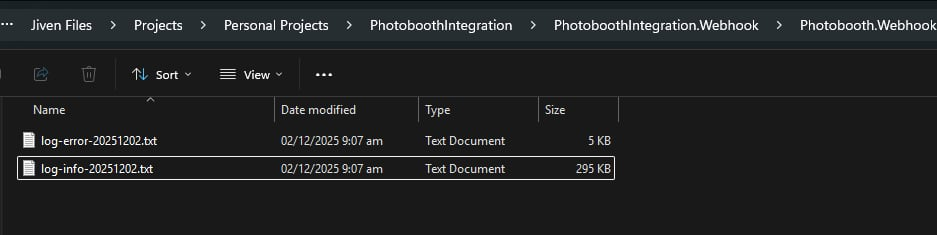 ··· Jiven Files > Projects > Personal Projects > PhotoboothIntegration > PhotoboothIntegration.Webhook > Photobooth.Webhook
Sort View ···
Name Date modified Type Size
log-error-20251202.txt 02/12/2025 9:07 am Text Document 5 KB
log-info-20251202.txt 02/12/2025 9:07 am Text Document 295 KB